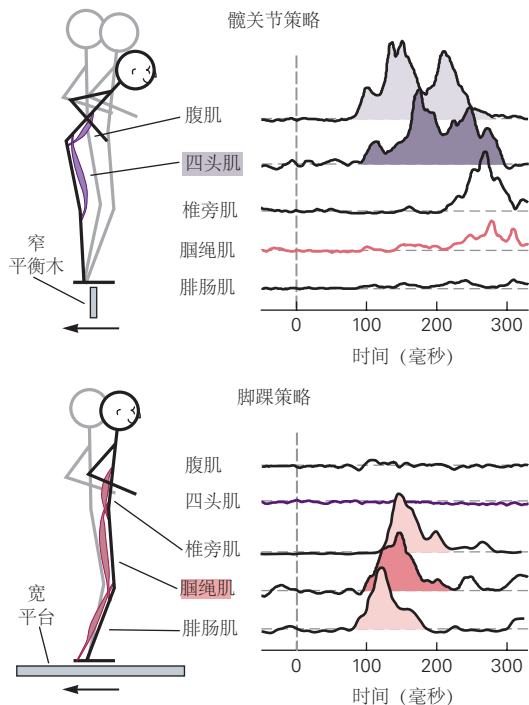 髋关节策略
腹肌
四头肌
椎旁肌
腘绳肌
腓肠肌
窄
平衡木
0
100
200
300
时间 (毫秒)
脚踝策略
腹肌
四头肌
椎旁肌
腘绳肌
腓肠肌
宽
平台
0
100
200
300
时间 (毫秒)